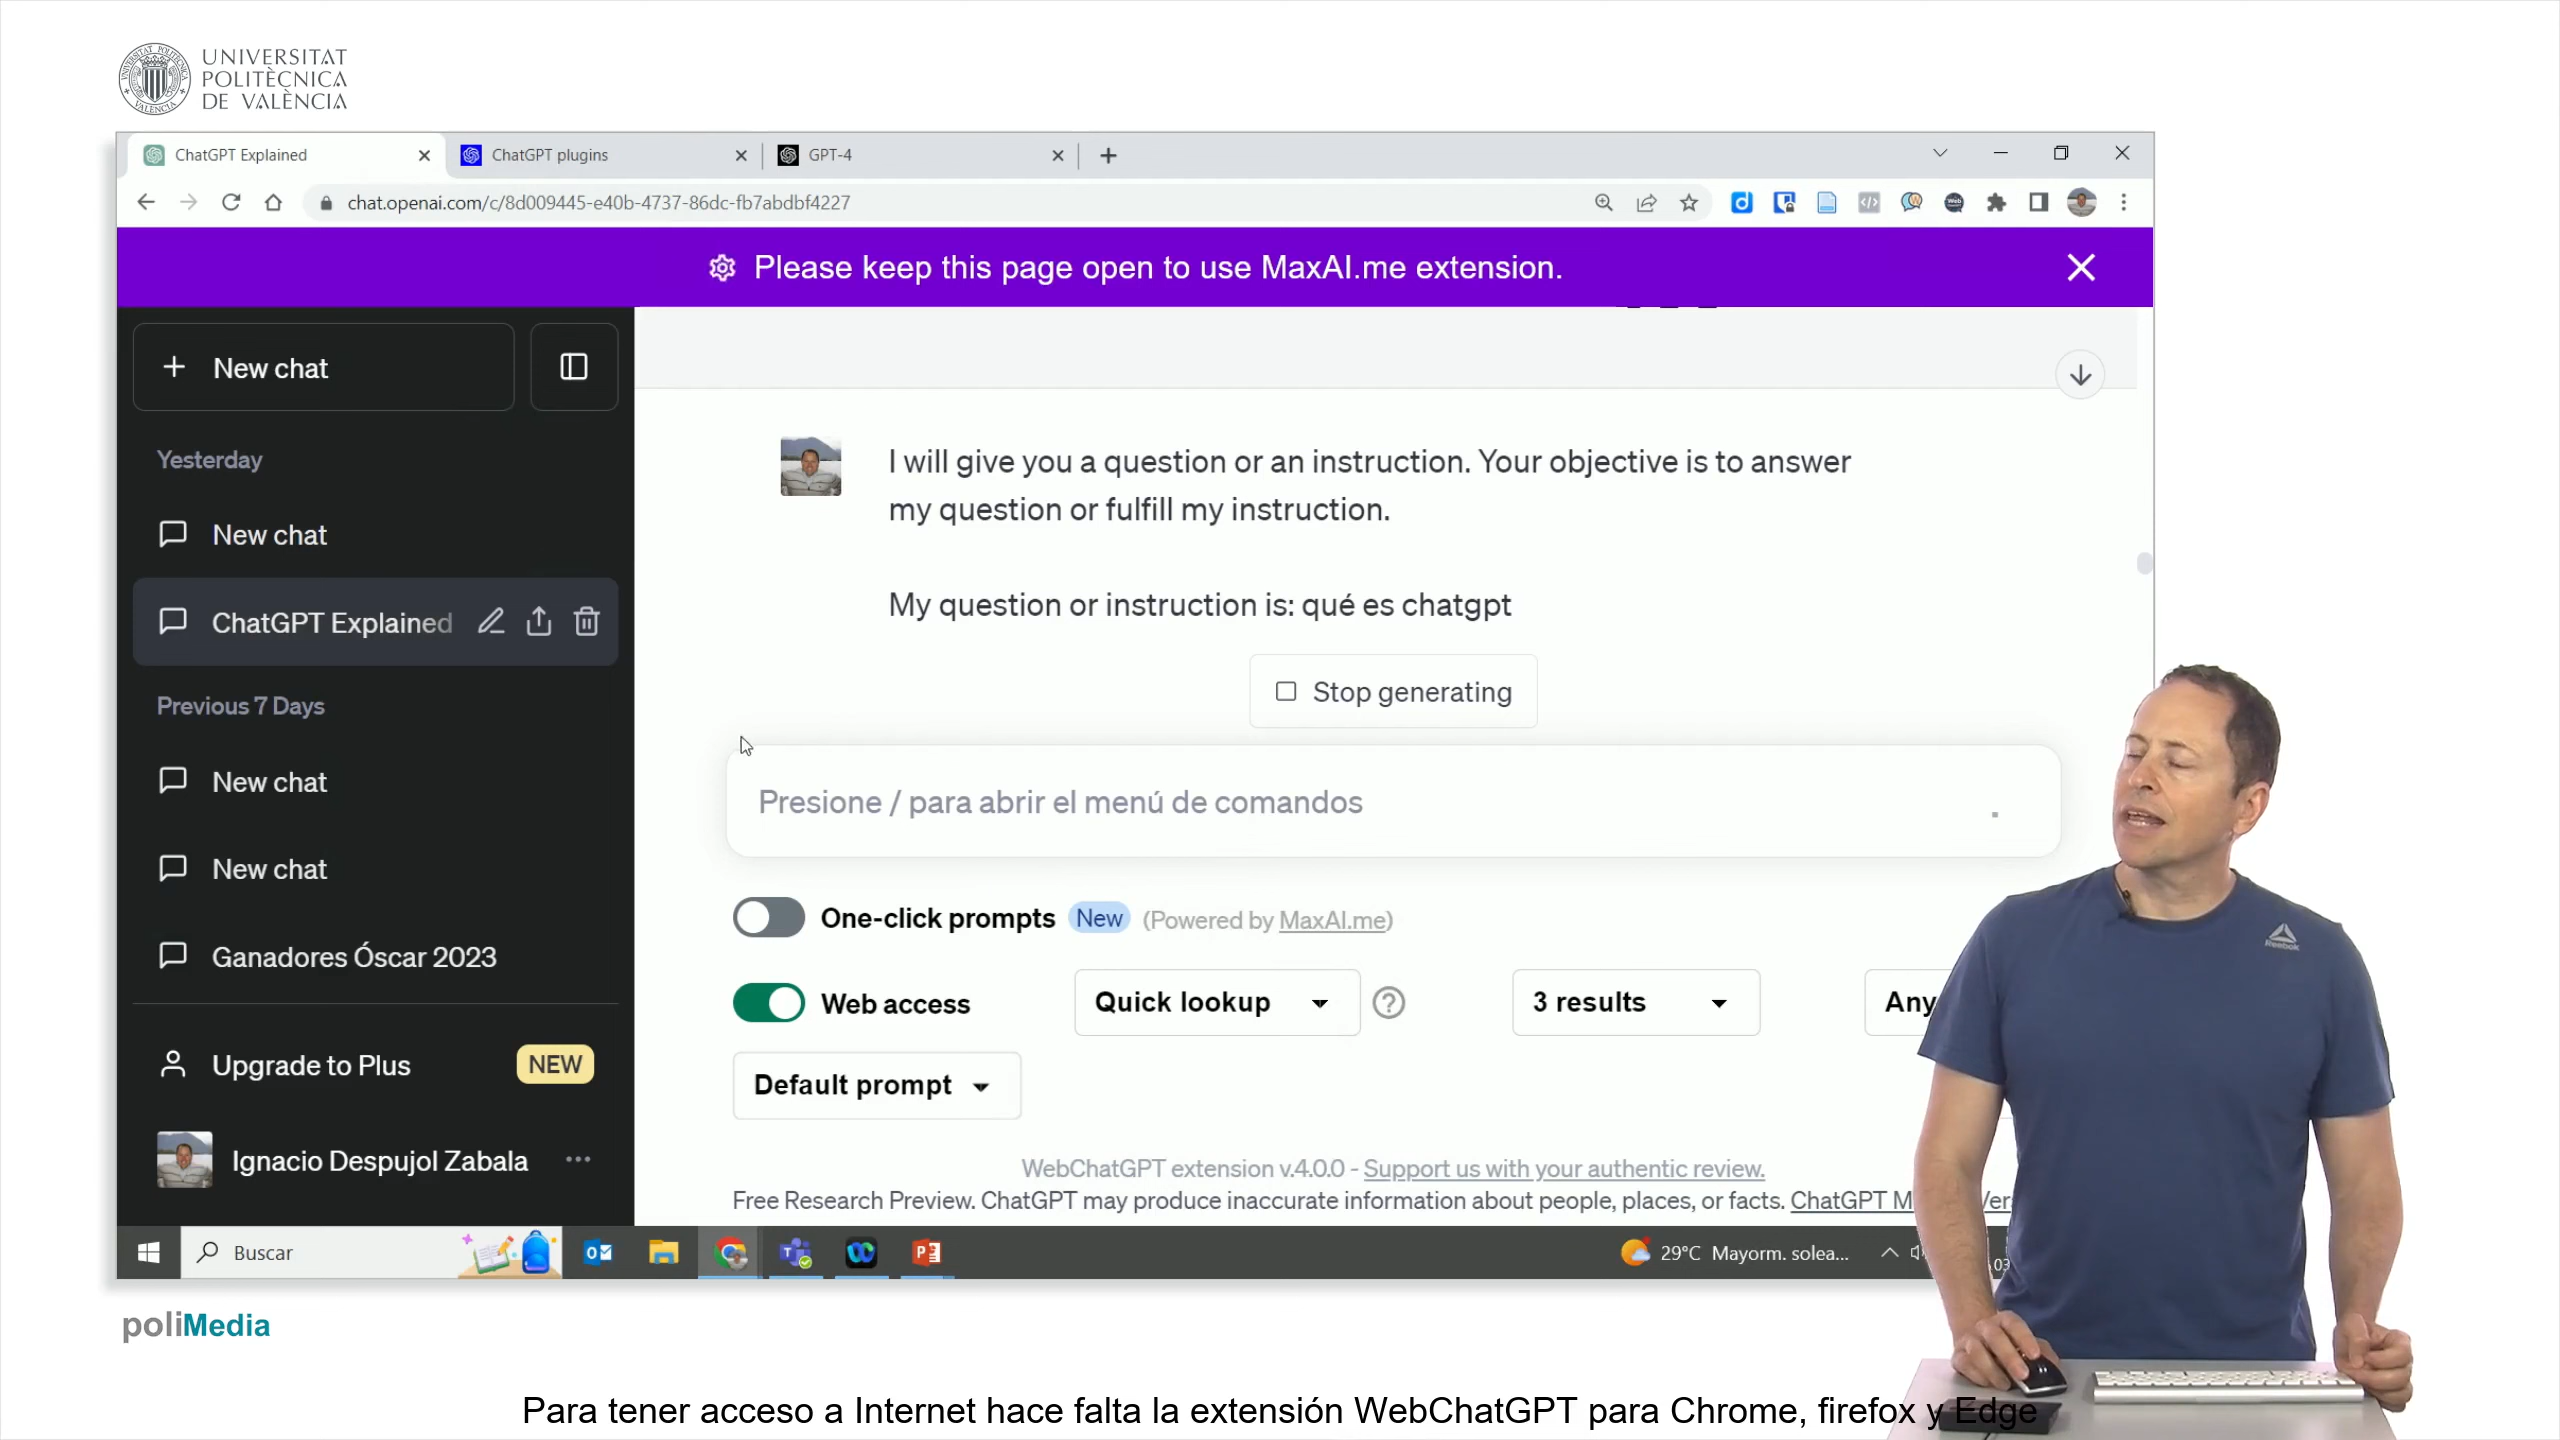 UNIVERSITAT
POLITÈCNICA
DE VALÈNCIA
ChatGPT Explained
ChatGPT plugins
GPT-4
chat.openai.com/c/8d009445-e40b-4737-86dc-fb7abdbf4227
Please keep this page open to use MaxAI.me extension.
New chat
Yesterday
New chat
ChatGPT Explained
Previous 7 Days
New chat
New chat
Ganadores Óscar 2023
Upgrade to Plus
NEW
Ignacio Despujol Zabala
I will give you a question or an instruction. Your objective is to answer
my question or fulfill my instruction.
My question or instruction is: qué es chatgpt
Stop generating
Presione / para abrir el menú de comandos
One-click prompts New (Powered by MaxAI.me)
Web access Quick lookup 3 results Any
Default prompt
WebChatGPT extension v.4.0.0 - Support us with your authentic review.
Free Research Preview. ChatGPT may produce inaccurate information about people, places, or facts. ChatGPT
Buscar
29°C Mayorm. solea...
Reebok
poliMedia
Para tener acceso a Internet hace falta la extensión WebChatGPT para Chrome, firefox y Edge